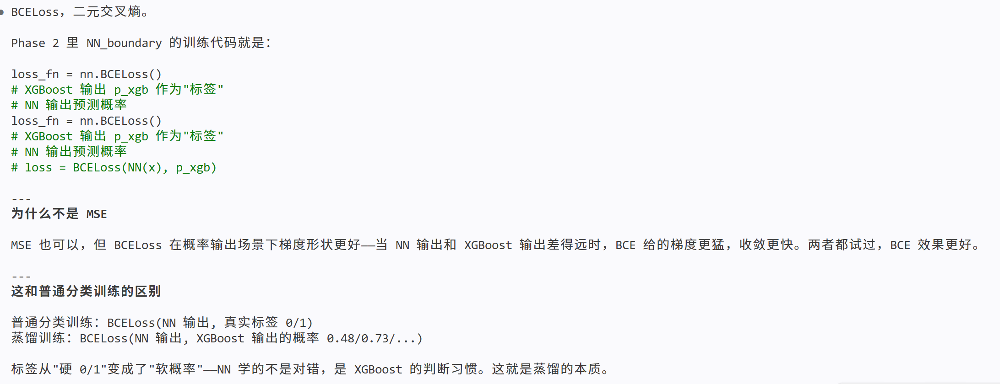 BCELoss，二元交叉熵。
Phase 2 里 NN_boundary 的训练代码就是：
loss_fn = nn.BCELoss()
# XGBoost 输出 p_xgb 作为"标签"
# NN 输出预测概率
loss_fn = nn.BCELoss()
# XGBoost 输出 p_xgb 作为"标签"
# NN 输出预测概率
# loss = BCELoss(NN(x), p_xgb)
---
为什么不是 MSE
MSE 也可以，但 BCELoss 在概率输出场景下梯度形状更好——当 NN 输出和 XGBoost 输出差得远时，BCE 给的梯度更猛，收敛更快。两者都试过，BCE 效果更好。
---
这和普通分类训练的区别
普通分类训练：BCELoss(NN 输出, 真实标签 0/1)
蒸馏训练：BCELoss(NN 输出, XGBoost 输出的概率 0.48/0.73/...)
标签从"硬 0/1"变成了"软概率"——NN 学的不是对错，是 XGBoost 的判断习惯。这就是蒸馏的本质。